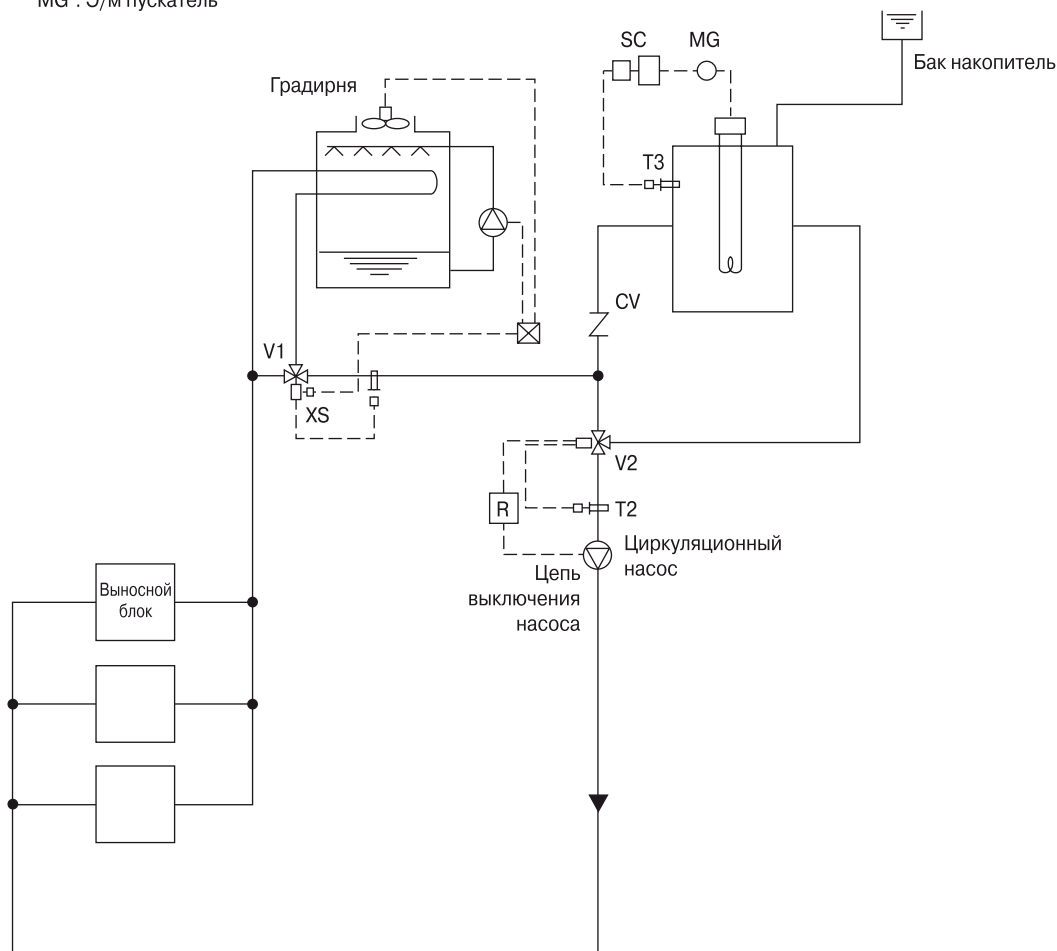 MG : Э/м пускатель
SC
MG
Бак накопитель
Градирня
T3
CV
V1
XS
V2
R
T2
Циркуляционный
насос
Цепь
выключения
насоса
Выносной
блок